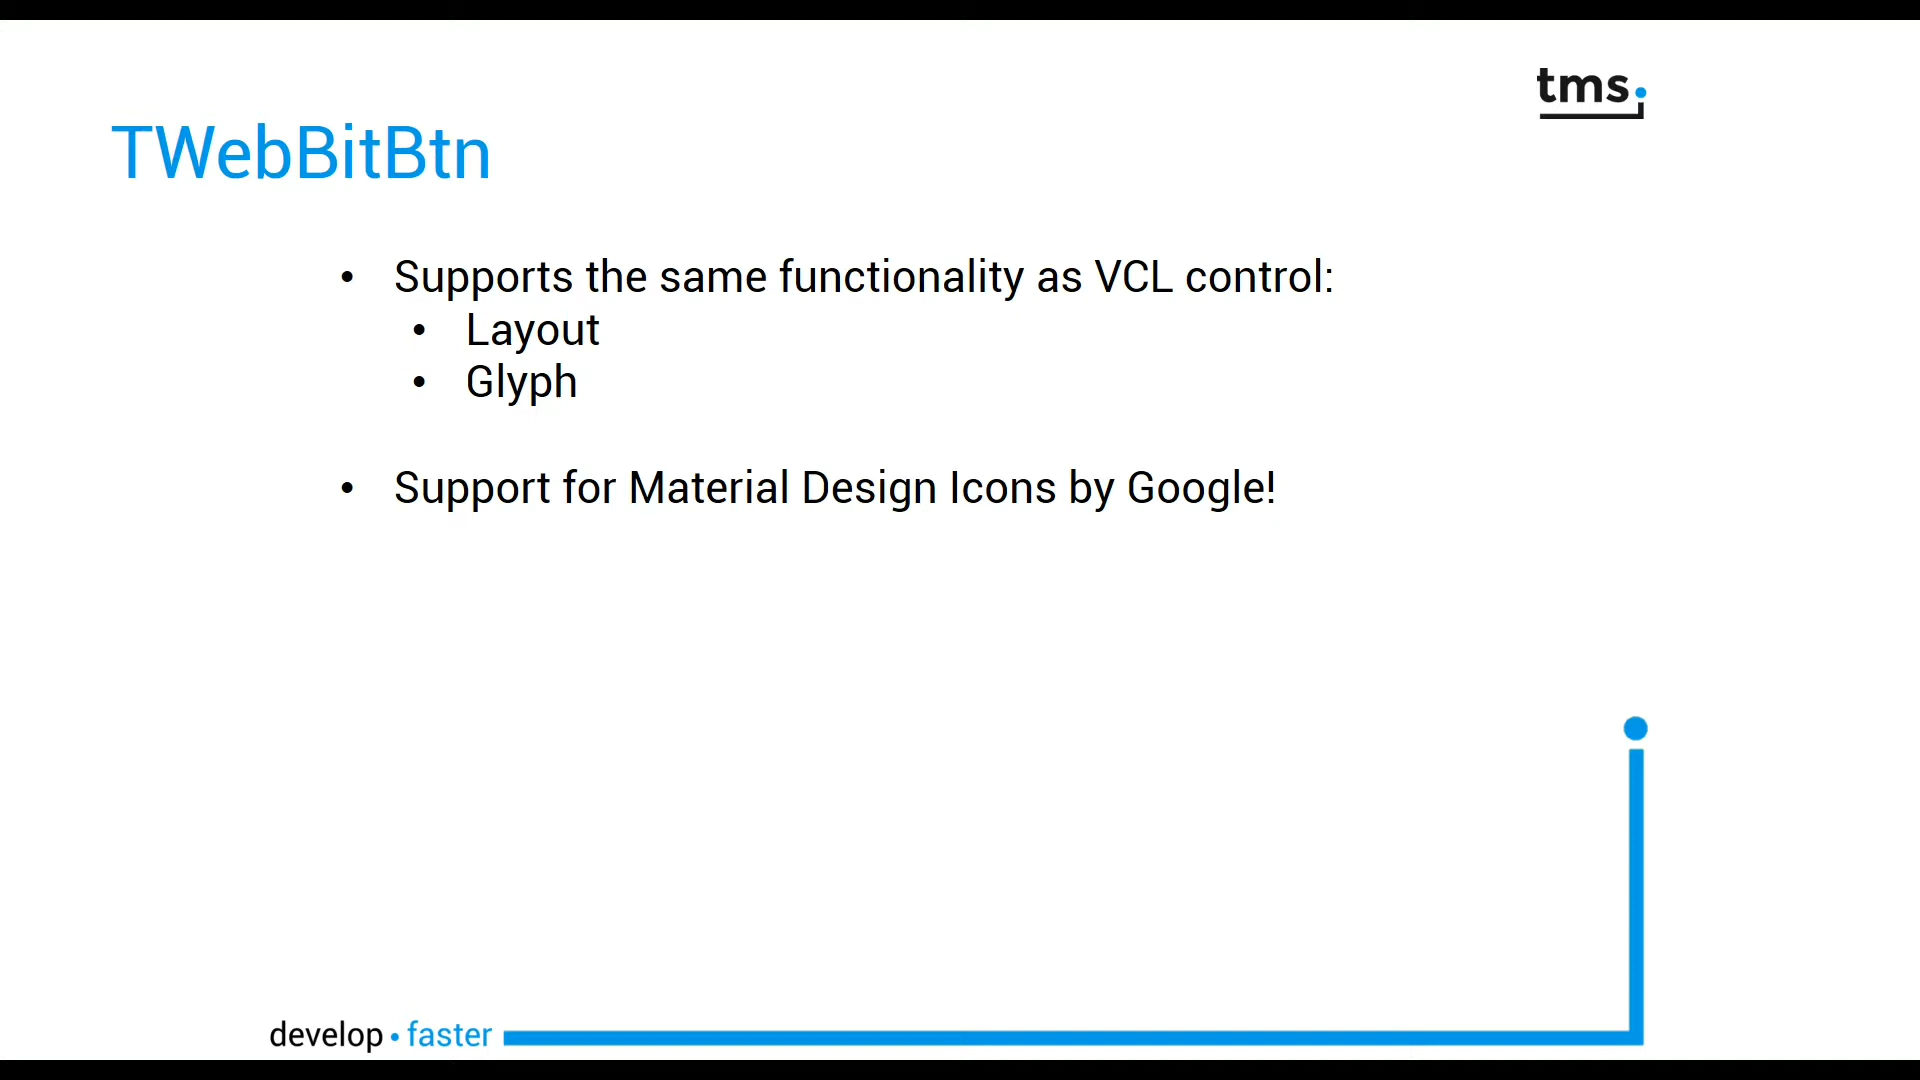 tms
TWebBitBtn
• Supports the same functionality as VCL control:
• Layout
• Glyph
• Support for Material Design Icons by Google!
develop • faster